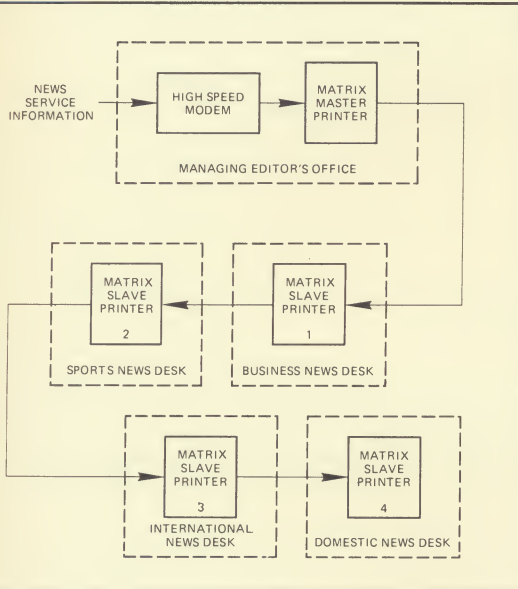 NEWS
SERVICE
INFORMATION
HIGH SPEED
MODEM
MATRIX
MASTER
PRINTER
MANAGING EDITOR'S OFFICE
MATRIX
SLAVE
PRINTER
2
SPORTS NEWS DESK
MATRIX
SLAVE
PRINTER
1
BUSINESS NEWS DESK
MATRIX
SLAVE
PRINTER
3
INTERNATIONAL
NEWS DESK
MATRIX
SLAVE
PRINTER
4
DOMESTIC NEWS DESK